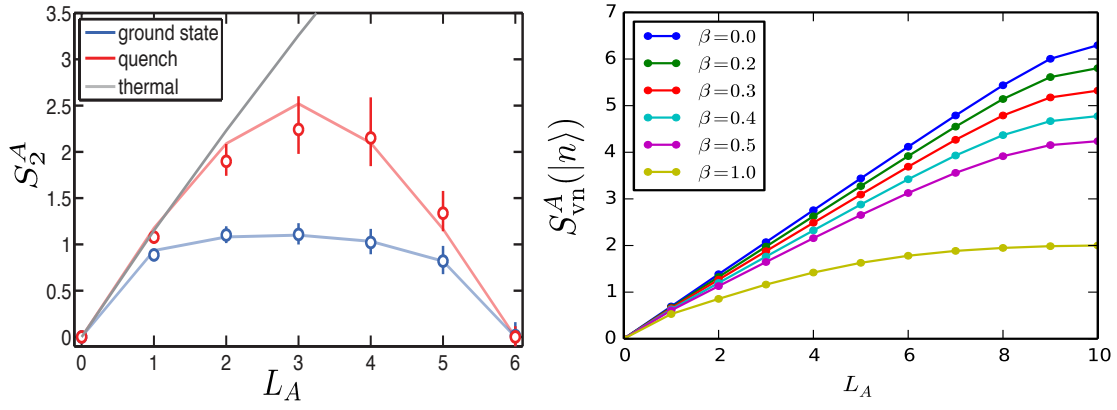 3.5
3
2.5
2
1.5
1
0.5
0
S₂ᴬ
ground state
quench
thermal
0 1 2 3 4 5 6
L_A
7
6
5
4
3
2
1
0
Sᴬ_vn(|n⟩)
β=0.0
β=0.2
β=0.3
β=0.4
β=0.5
β=1.0
0 2 4 6 8 10
L_A